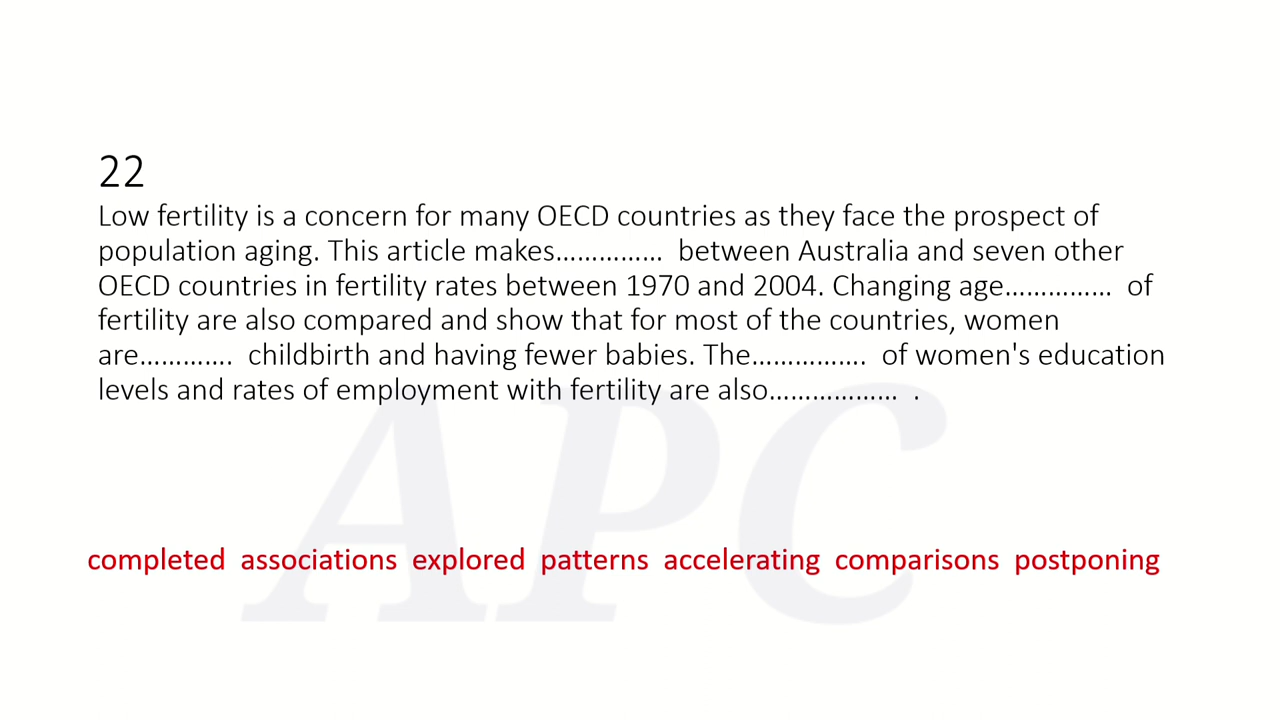 22
Low fertility is a concern for many OECD countries as they face the prospect of
population aging. This article makes…………… between Australia and seven other
OECD countries in fertility rates between 1970 and 2004. Changing age…………… of
fertility are also compared and show that for most of the countries, women
are…………. childbirth and having fewer babies. The……………. of women's education
levels and rates of employment with fertility are also……………… .
APC
completed associations explored patterns accelerating comparisons postponing